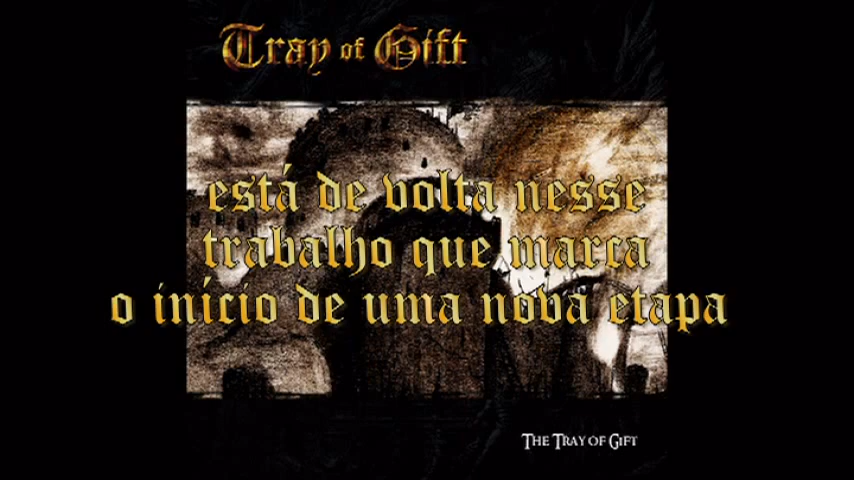 Tray of Gift
está de volta nesse
trabalho que marca
o início de uma nova etapa
The Tray of Gift